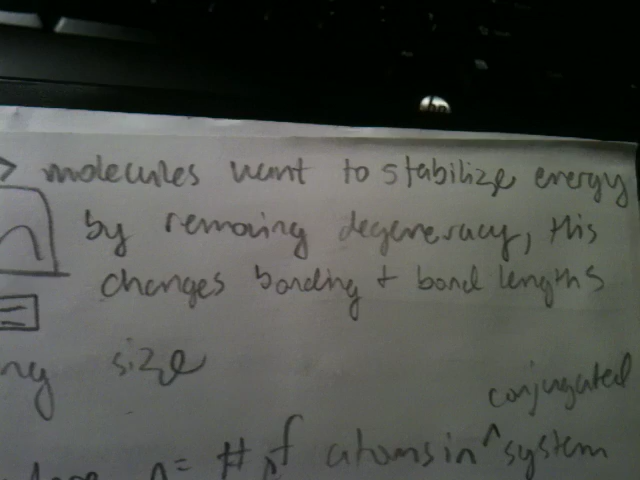 hp
molecules want to stabilize energy
by removing degeneracy, this
changes bonding + bond lengths
size
conjugated
n = # of atoms in ^ system